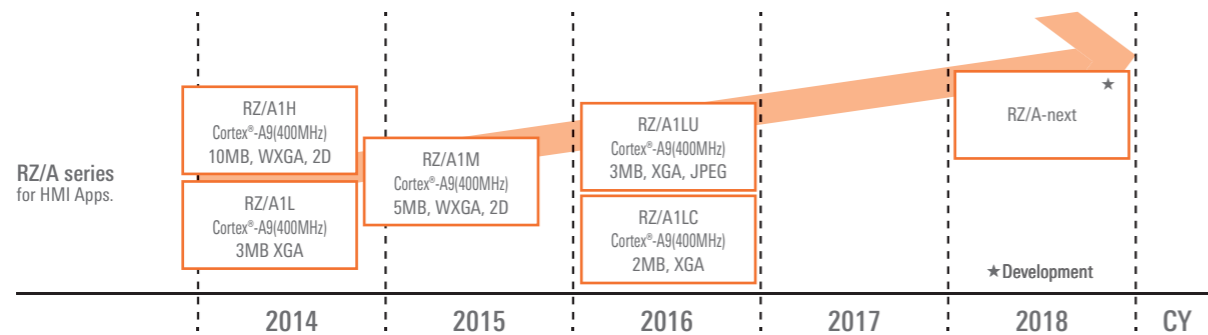 RZ/A series
for HMI Apps.
RZ/A1H
Cortex®-A9(400MHz)
10MB, WXGA, 2D
RZ/A1L
Cortex®-A9(400MHz)
3MB XGA
RZ/A1M
Cortex®-A9(400MHz)
5MB, WXGA, 2D
RZ/A1LU
Cortex®-A9(400MHz)
3MB, XGA, JPEG
RZ/A1LC
Cortex®-A9(400MHz)
2MB, XGA
★
RZ/A-next
★Development
2014
2015
2016
2017
2018
CY